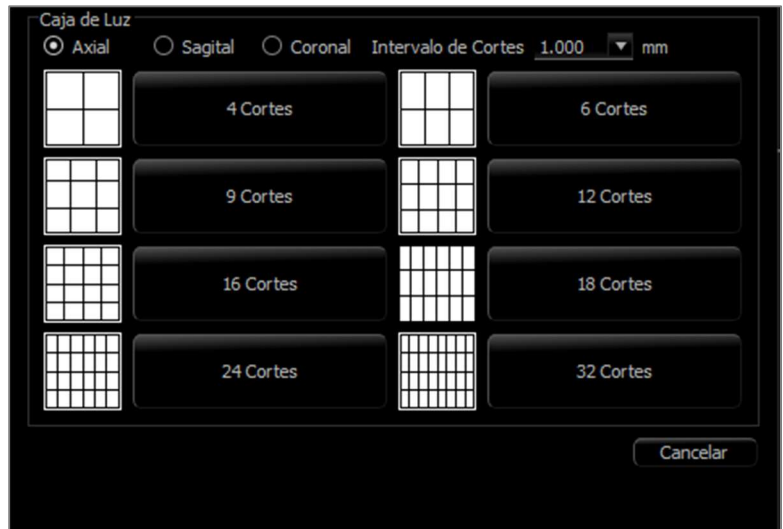 Caja de Luz
Axial Sagital Coronal Intervalo de Cortes 1.000 mm
4 Cortes 6 Cortes
9 Cortes 12 Cortes
16 Cortes 18 Cortes
24 Cortes 32 Cortes
Cancelar